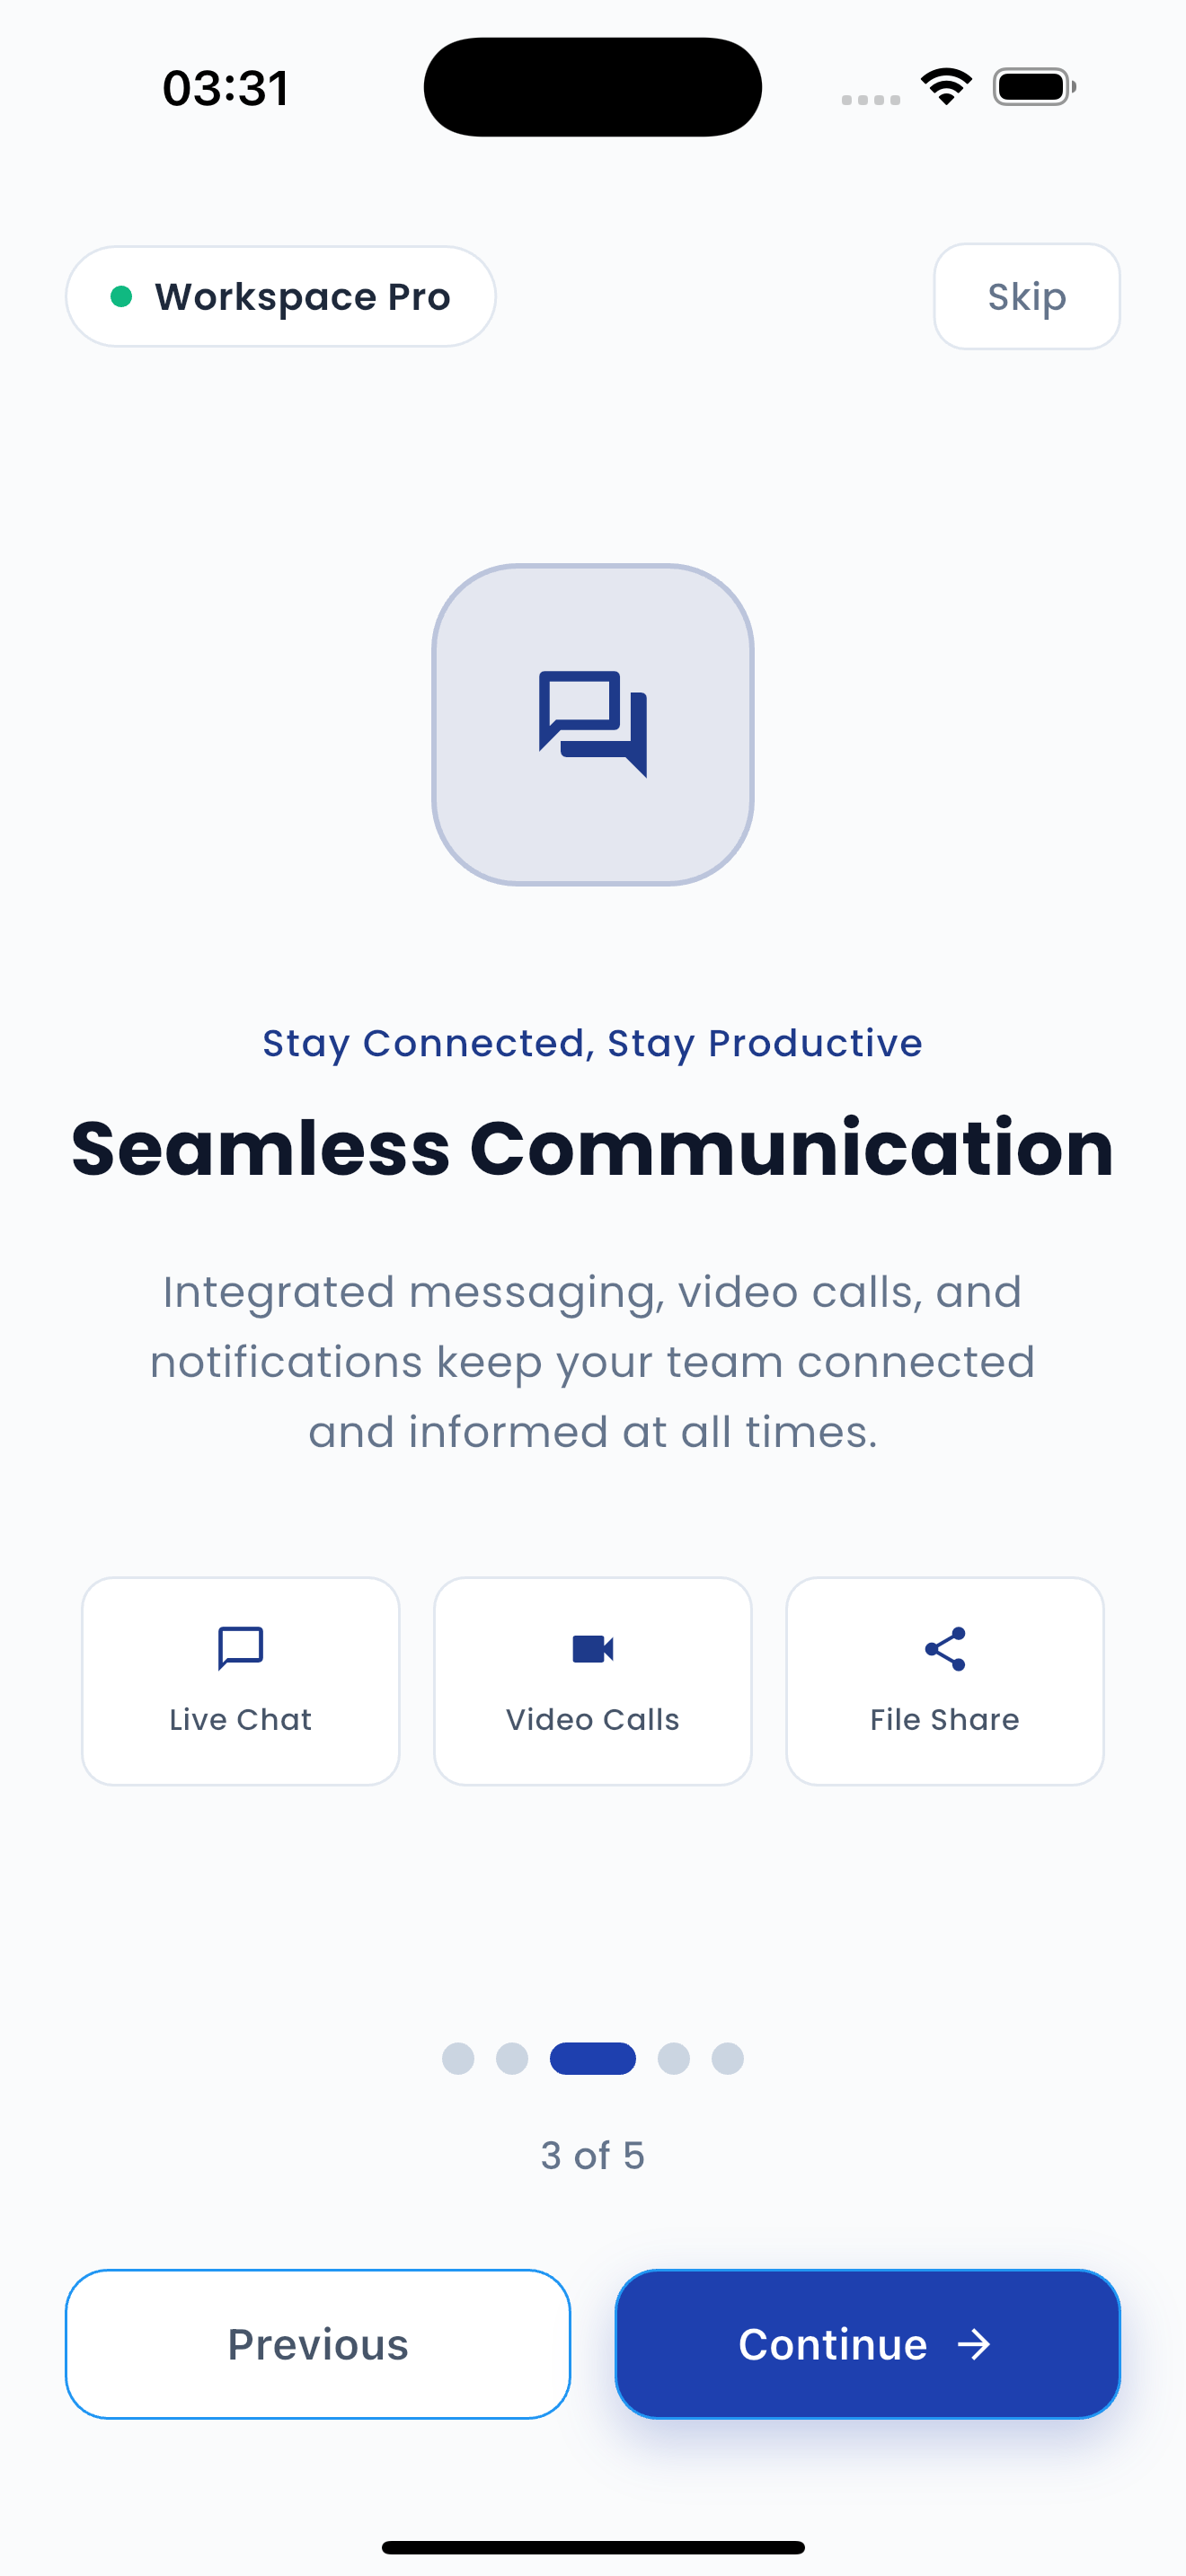 03:31
Workspace Pro
Skip
Stay Connected, Stay Productive
Seamless Communication
Integrated messaging, video calls, and
notifications keep your team connected
and informed at all times.
Live Chat
Video Calls
File Share
3 of 5
Previous
Continue →